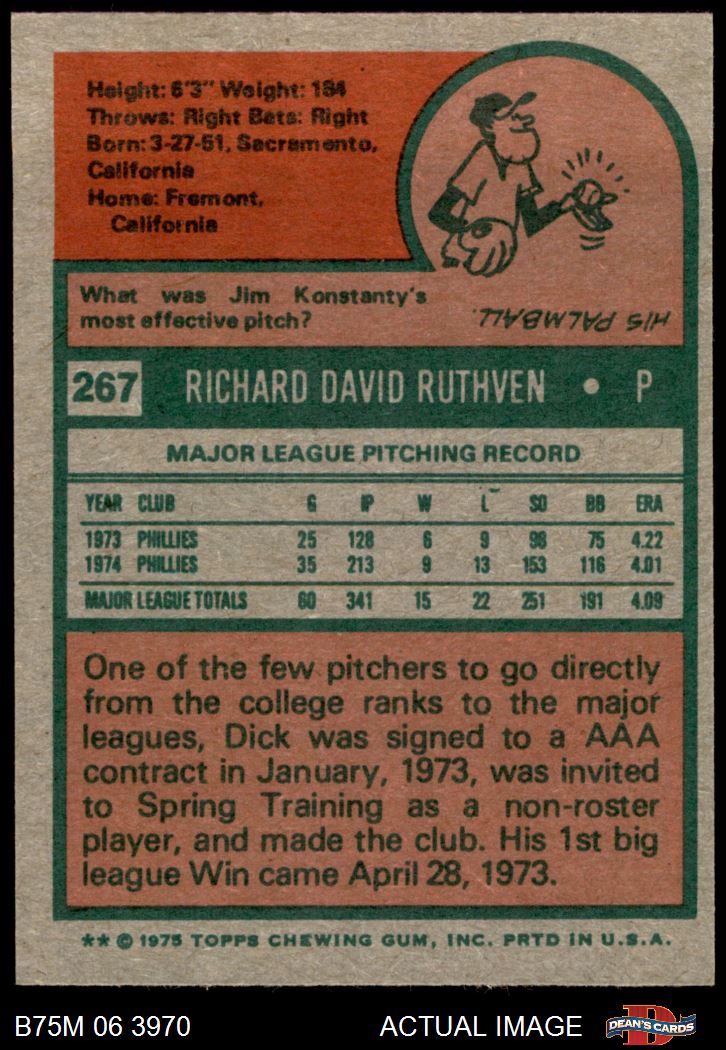 Height: 6'3" Weight: 184
Throws: Right Bats: Right
Born: 3-27-51, Sacramento,
California
Home: Fremont,
California
What was Jim Konstanty's
most effective pitch?
HIS PALMBALL.
267 RICHARD DAVID RUTHVEN • P
MAJOR LEAGUE PITCHING RECORD
YEAR CLUB G IP W L SO BB ERA
1973 PHILLIES 25 128 6 9 98 75 4.22
1974 PHILLIES 35 213 9 13 153 116 4.01
MAJOR LEAGUE TOTALS 60 341 15 22 251 191 4.09
One of the few pitchers to go directly
from the college ranks to the major
leagues, Dick was signed to a AAA
contract in January, 1973, was invited
to Spring Training as a non-roster
player, and made the club. His 1st big
league Win came April 28, 1973.
** © 1975 TOPPS CHEWING GUM, INC. PRTD IN U.S.A.
B75M 06 3970 ACTUAL IMAGE DEAN'S CARDS